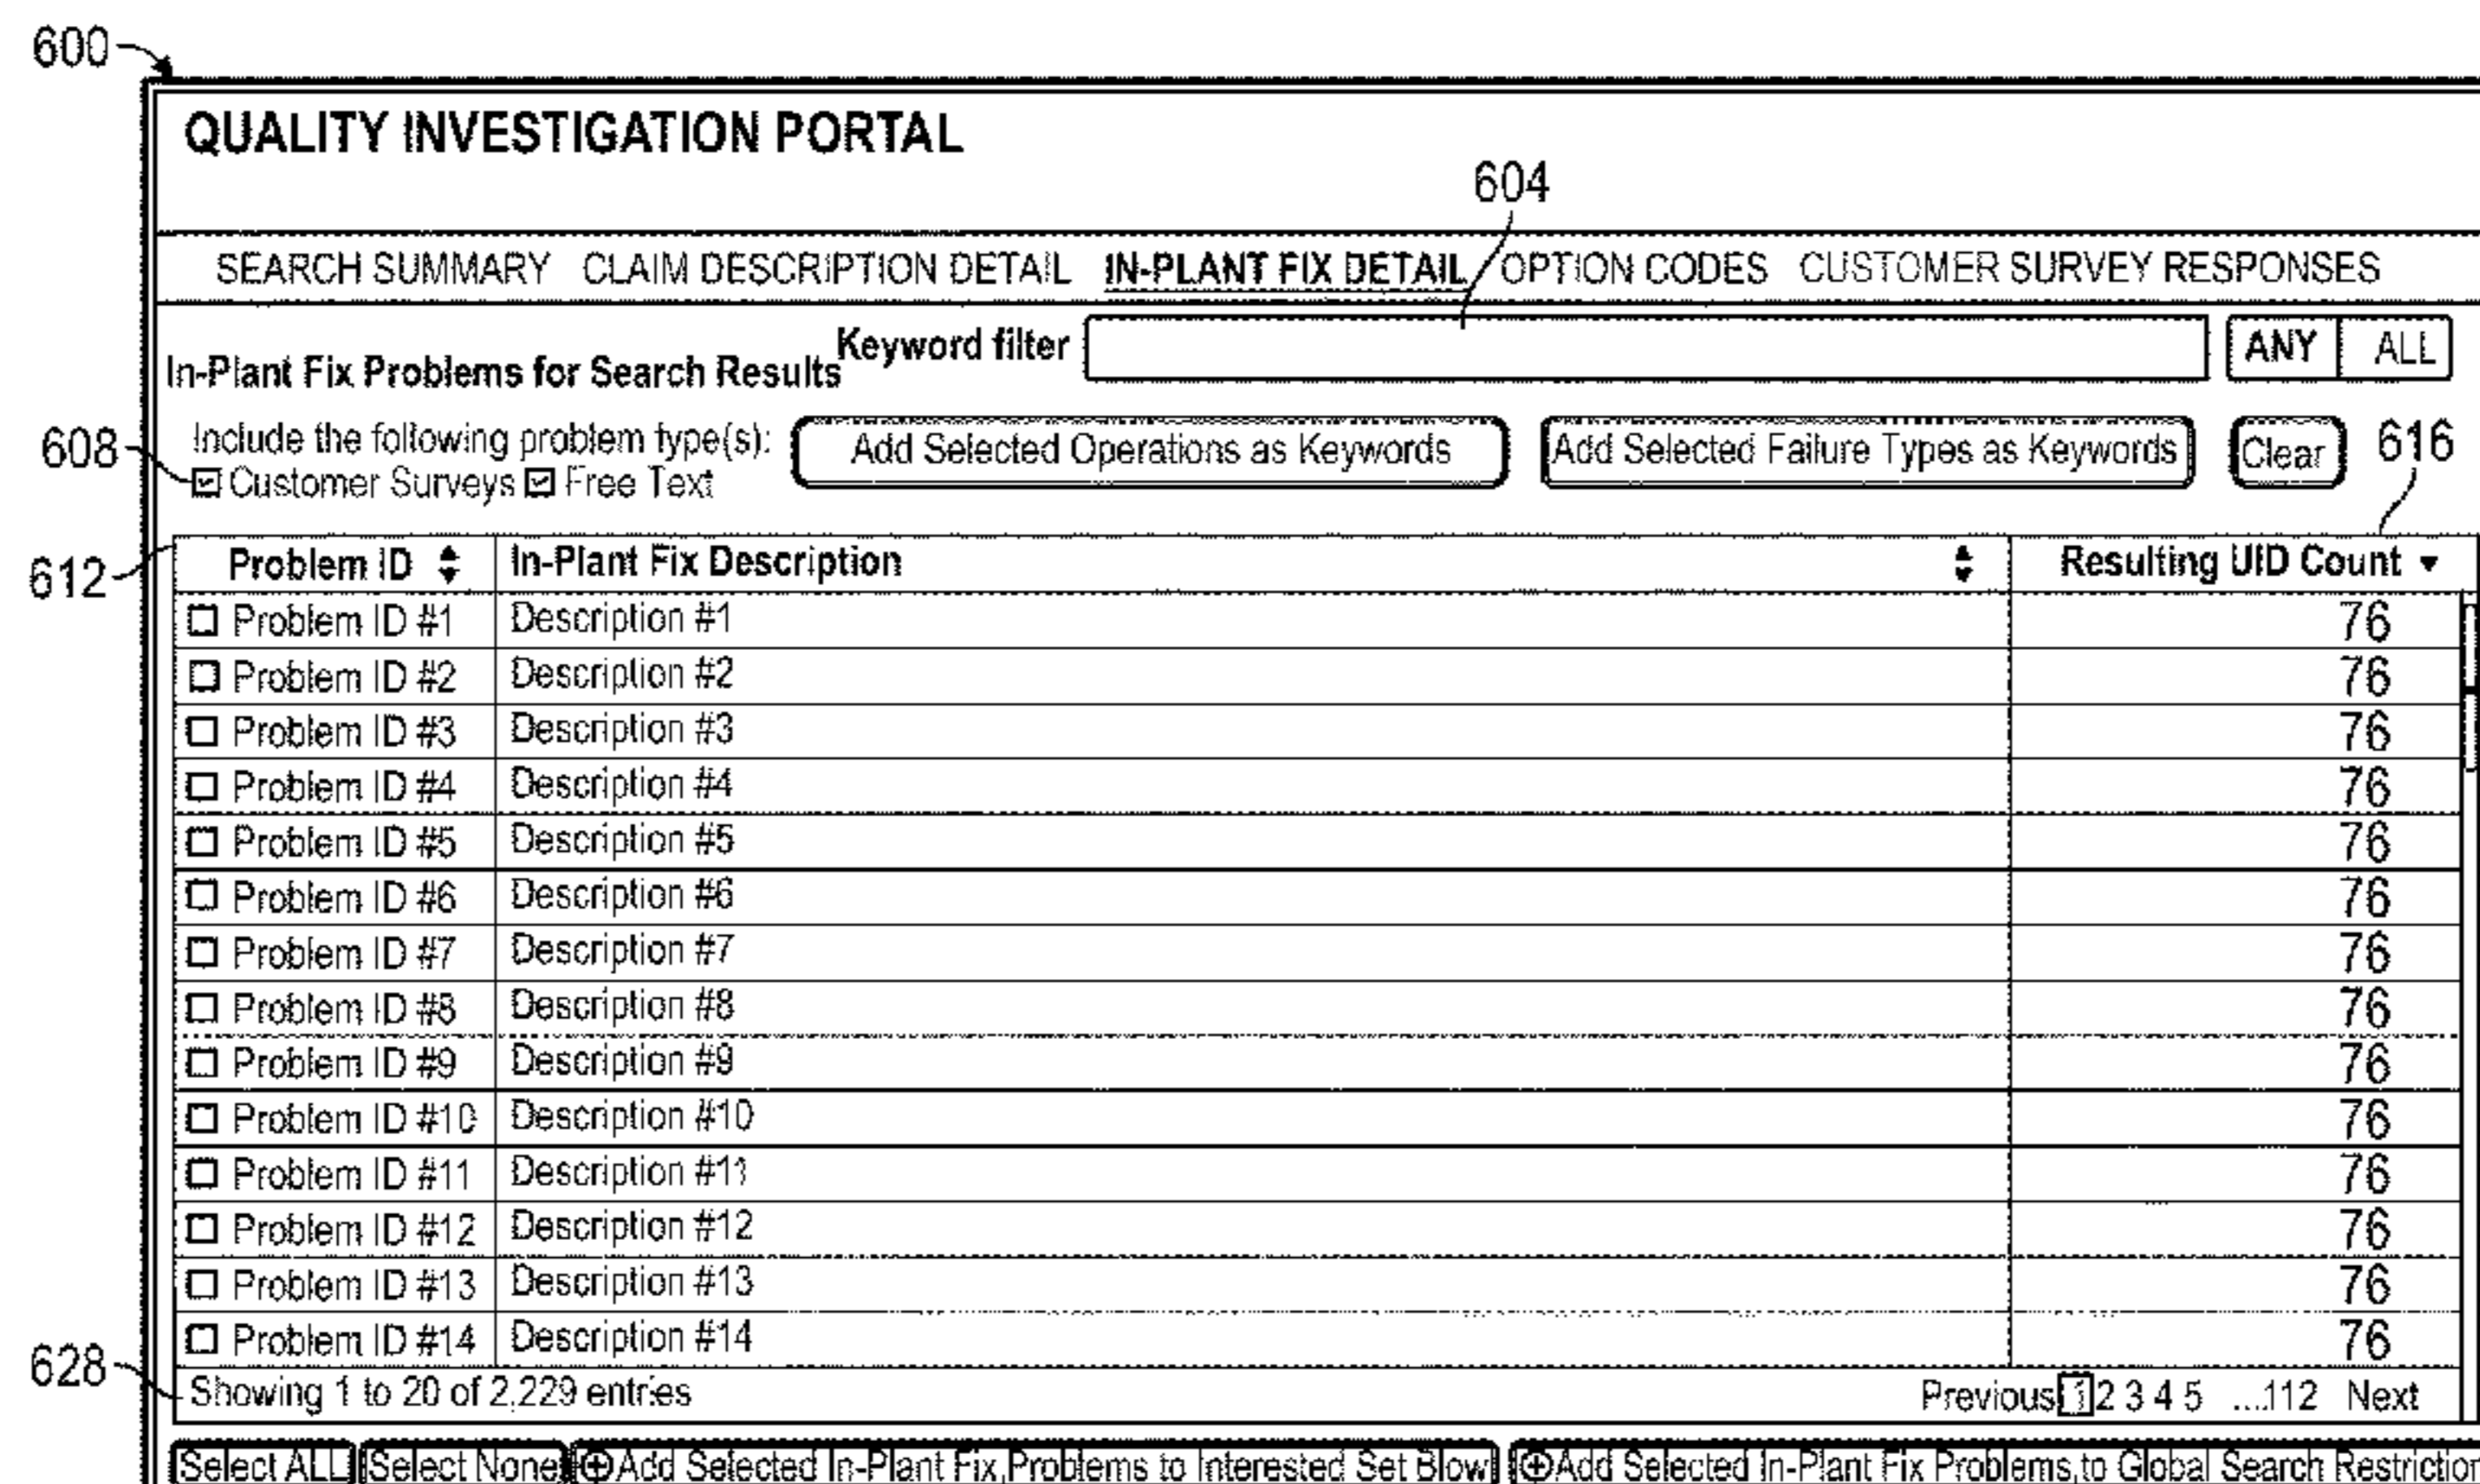 600
QUALITY INVESTIGATION PORTAL
604
SEARCH SUMMARY CLAIM DESCRIPTION DETAIL IN-PLANT FIX DETAIL OPTION CODES CUSTOMER SURVEY RESPONSES
In-Plant Fix Problems for Search Results Keyword filter ANY ALL
608 Include the following problem type(s): Add Selected Operations as Keywords Add Selected Failure Types as Keywords Clear 616
Customer Surveys Free Text
612 Problem ID In-Plant Fix Description Resulting UID Count
Problem ID #1 Description #1 76
Problem ID #2 Description #2 76
Problem ID #3 Description #3 76
Problem ID #4 Description #4 76
Problem ID #5 Description #5 76
Problem ID #6 Description #6 76
Problem ID #7 Description #7 76
Problem ID #8 Description #8 76
Problem ID #9 Description #9 76
Problem ID #10 Description #10 76
Problem ID #11 Description #11 76
Problem ID #12 Description #12 76
Problem ID #13 Description #13 76
Problem ID #14 Description #14 76
628 Showing 1 to 20 of 2,229 entries Previous 1 2 3 4 5 ....112 Next
Select ALL Select None Add Selected In-Plant Fix,Problems to Interested Set Blow Add Selected In-Plant Fix Problems,to Global Search Restriction